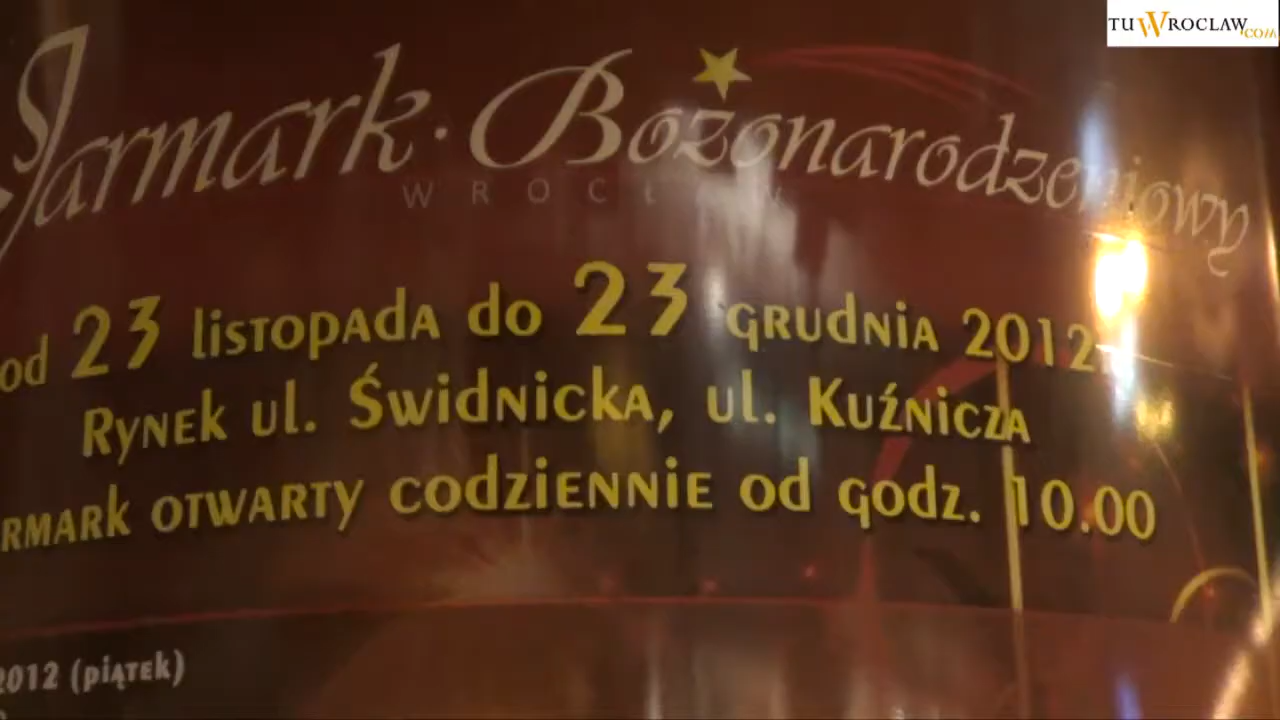 TUWROCLAW.COM
Jarmark · Bożonarodzeniowy
WROCŁAW
od 23 listopada do 23 grudnia 2012
Rynek ul. Świdnicka, ul. Kuźnicza
rmark otwarty codziennie od godz. 10.00
2012 (piątek)